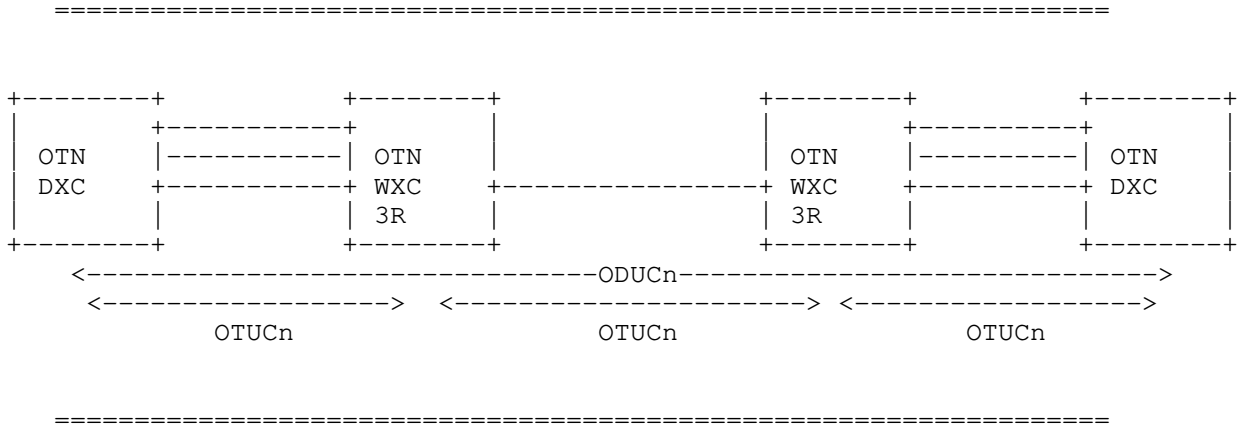 OTN OTN OTN OTN
DXC WXC WXC DXC
3R 3R
ODUCn
OTUCn OTUCn OTUCn